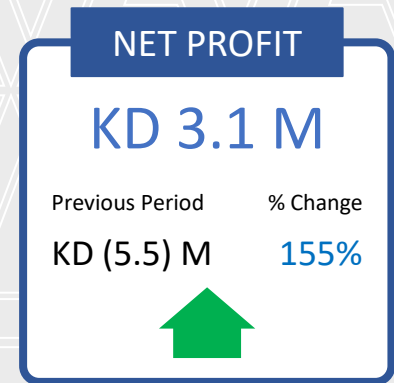 NET PROFIT
KD 3.1 M
Previous Period % Change
KD (5.5) M 155%